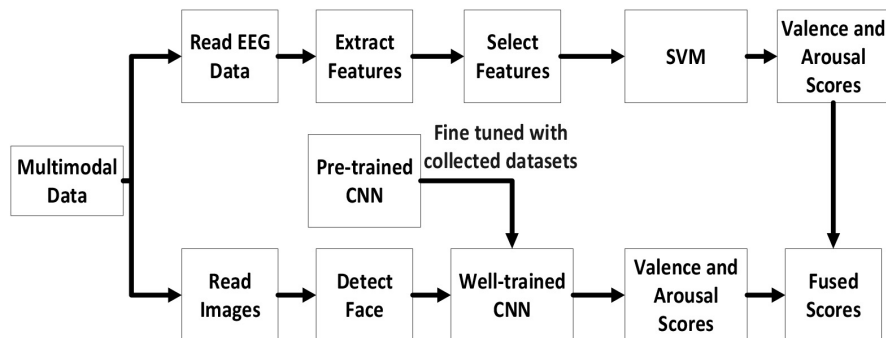 Read EEG
Data
Extract
Features
Select
Features
SVM
Valence and
Arousal
Scores
Multimodal
Data
Pre-trained
CNN
Fine tuned with
collected datasets
Read
Images
Detect
Face
Well-trained
CNN
Valence and
Arousal
Scores
Fused
Scores